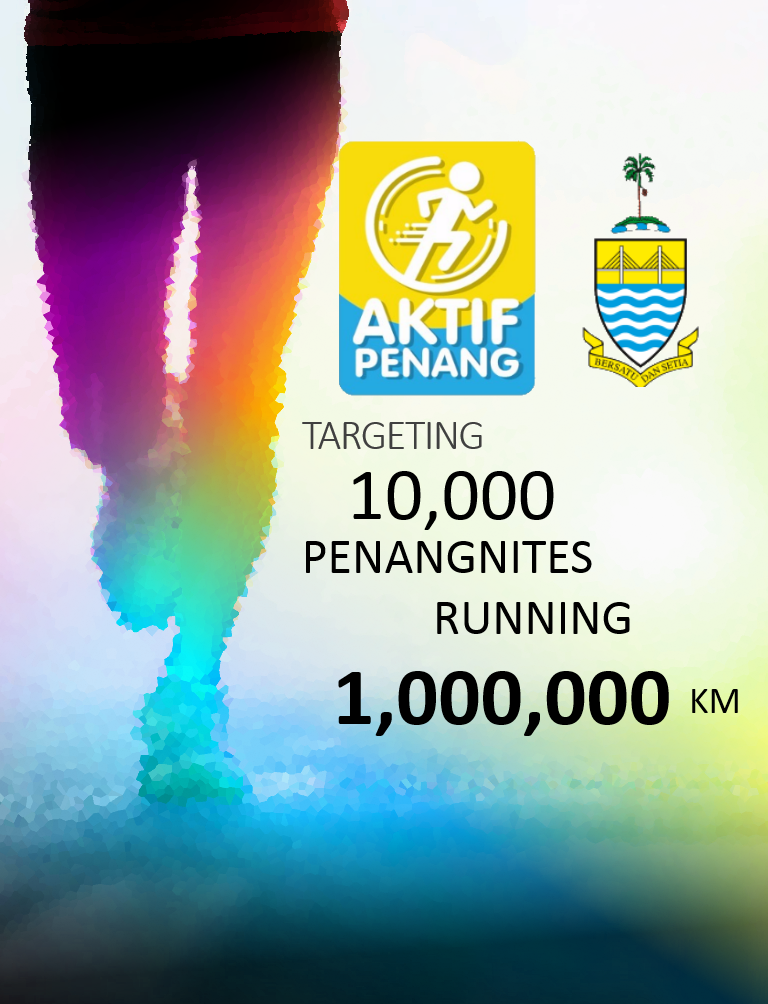 AKTIF
PENANG
BERSATU DAN SETIA
TARGETING
10,000
PENANGNITES
RUNNING
1,000,000 KM